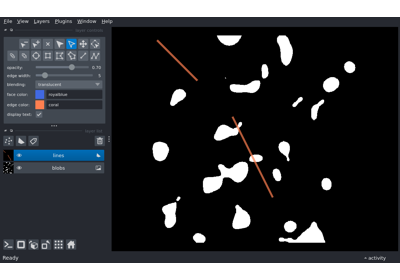 File View Layers Plugins Window Help
opacity: 0.70
edge width: 5
blending: translucent
face color: royalblue
edge color: coral
display text:
lines
blobs
Ready
activity